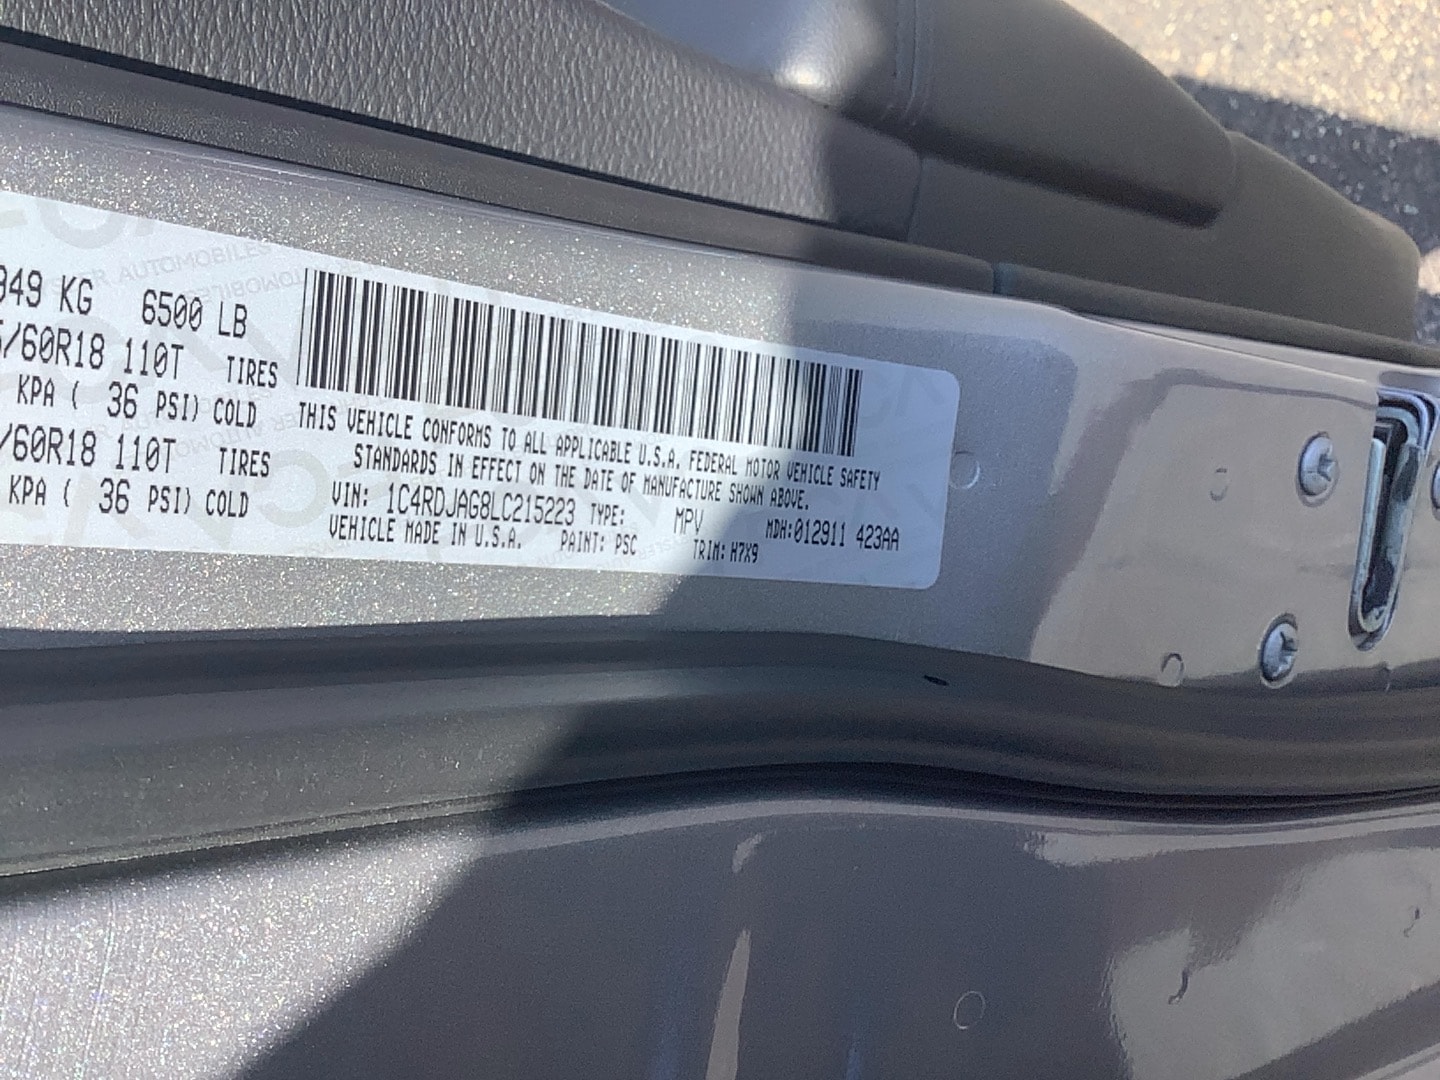 949 KG 6500 LB
/60R18 110T TIRES
KPA ( 36 PSI) COLD
/60R18 110T TIRES
KPA ( 36 PSI) COLD
THIS VEHICLE CONFORMS TO ALL APPLICABLE U.S.A. FEDERAL MOTOR VEHICLE SAFETY
STANDARDS IN EFFECT ON THE DATE OF MANUFACTURE SHOWN ABOVE.
VIN: 1C4RDJAG8LC215223 TYPE: MPV MDH:012911 423AA
VEHICLE MADE IN U.S.A. PAINT: PSC TRIM: H7X9